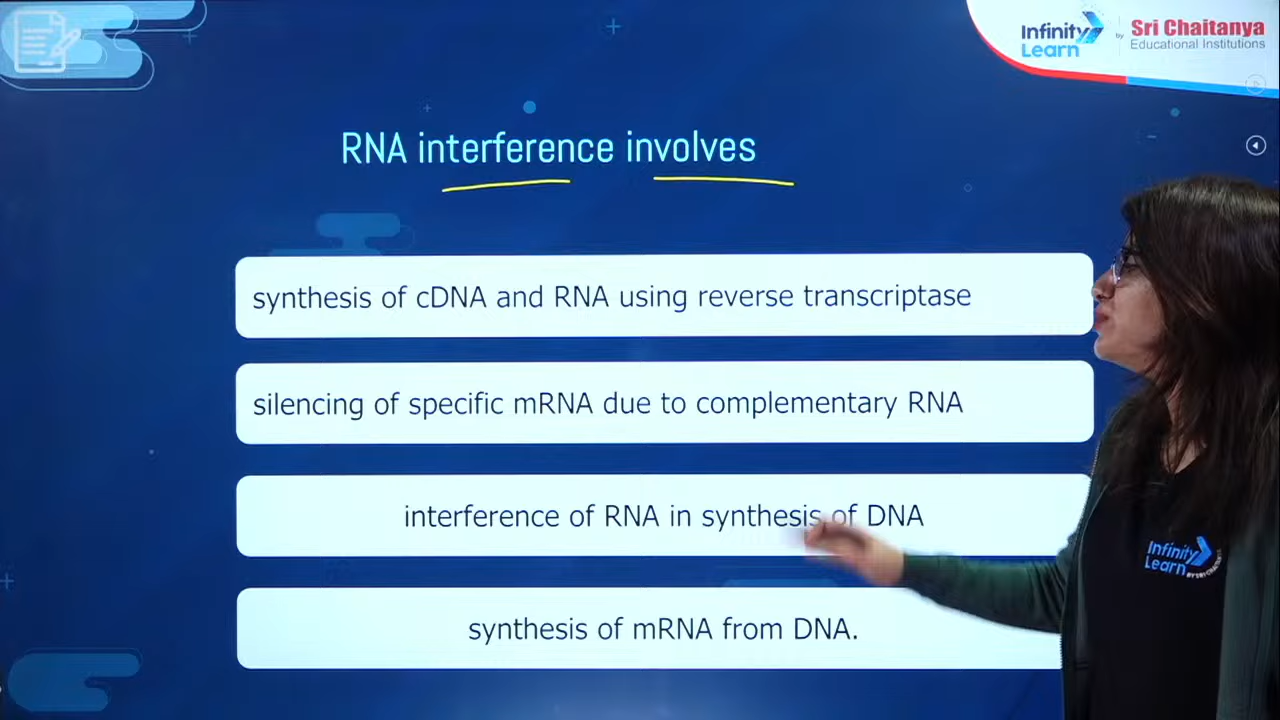 Infinity Learn by Sri Chaitanya Educational Institutions
RNA interference involves
synthesis of cDNA and RNA using reverse transcriptase
silencing of specific mRNA due to complementary RNA
interference of RNA in synthesis of DNA
synthesis of mRNA from DNA.
Infinity
Learn